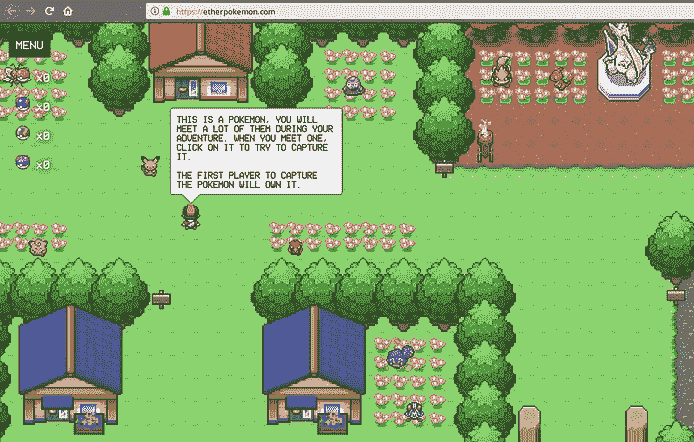 https://etherpokemon.com
MENU
x0
x0
x0
x0
THIS IS A POKEMON. YOU WILL
MEET A LOT OF THEM DURING YOUR
ADVENTURE. WHEN YOU MEET ONE,
CLICK ON IT TO TRY TO CAPTURE
IT.
THE FIRST PLAYER TO CAPTURE
THE POKEMON WILL OWN IT.